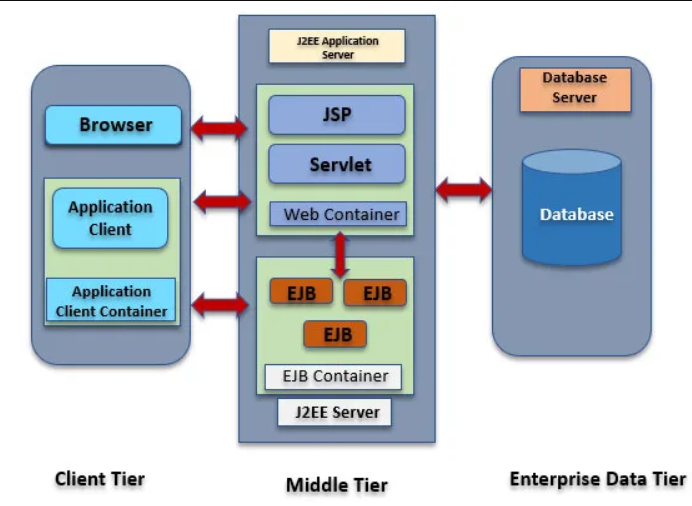 Browser
Application
Client
Application
Client Container
J2EE Application
Server
JSP
Servlet
Web Container
EJB
EJB
EJB
EJB Container
J2EE Server
Database
Server
Database
Client Tier
Middle Tier
Enterprise Data Tier